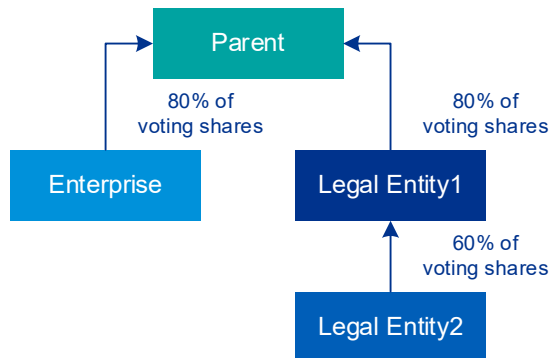 Parent
80% of
voting shares
80% of
voting shares
Enterprise
Legal Entity1
60% of
voting shares
Legal Entity2